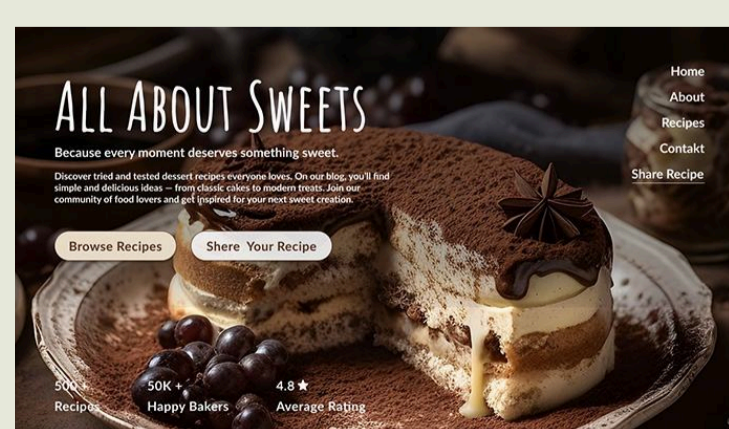 All About Sweets
Because every moment deserves something sweet.
Discover tried and tested dessert recipes everyone loves. On our blog, you'll find
simple and delicious ideas — from classic cakes to modern treats. Join our
community of food lovers and get inspired for your next sweet creation.
Browse Recipes
Shere Your Recipe
Home
About
Recipes
Contakt
Share Recipe
500 +
Recipes
50K +
Happy Bakers
4.8 ★
Average Rating